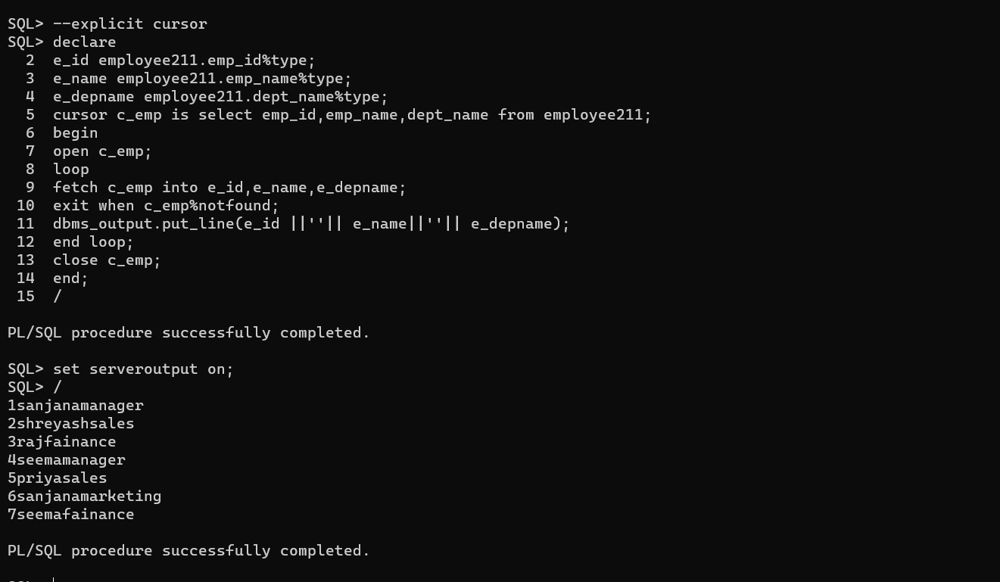 SQL> --explicit cursor
SQL> declare
  2  e_id employee211.emp_id%type;
  3  e_name employee211.emp_name%type;
  4  e_depname employee211.dept_name%type;
  5  cursor c_emp is select emp_id,emp_name,dept_name from employee211;
  6  begin
  7  open c_emp;
  8  loop
  9  fetch c_emp into e_id,e_name,e_depname;
 10  exit when c_emp%notfound;
 11  dbms_output.put_line(e_id ||''|| e_name||''|| e_depname);
 12  end loop;
 13  close c_emp;
 14  end;
 15  /
PL/SQL procedure successfully completed.
SQL> set serveroutput on;
SQL> /
1sanjanamanager
2shreyashsales
3rajfainance
4seemamanager
5priyasales
6sanjanamarketing
7seemafainance
PL/SQL procedure successfully completed.